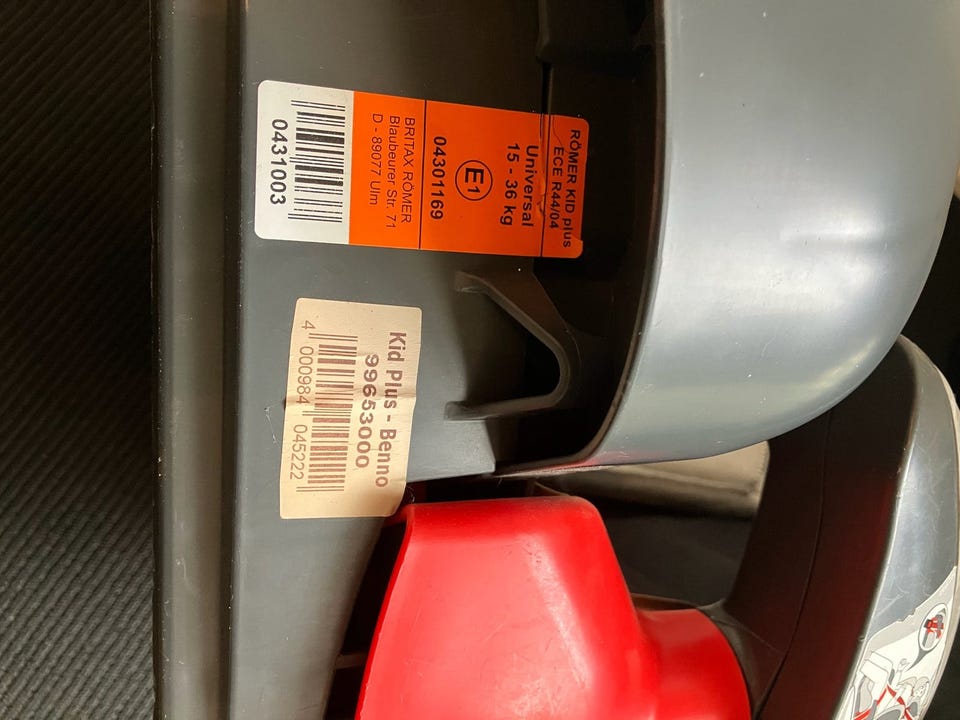 RÖMER KID plus
ECE R44/04
Universal
15 - 36 kg
E1
04301169
BRITAX RÖMER
Blaubeurer Str. 71
D - 89077 Ulm
0431003
Kid Plus - Benno
99653000
4 000984 045222